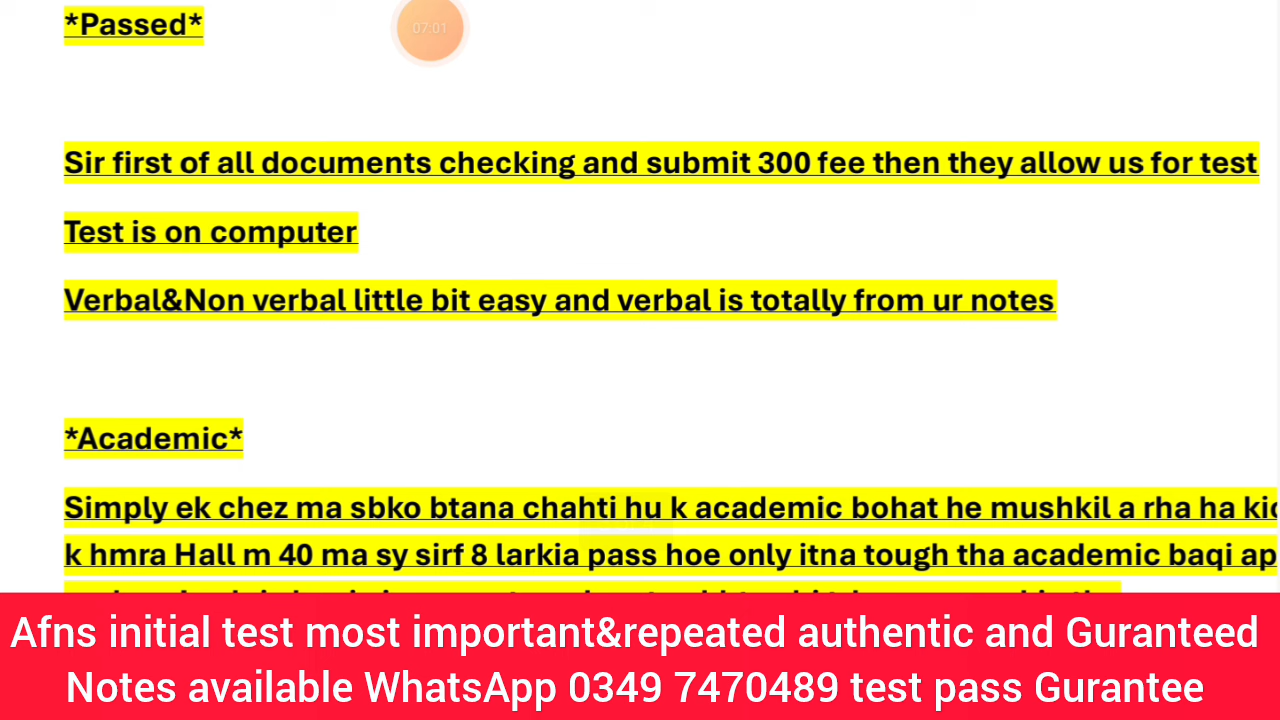 *Passed*
07:01
Sir first of all documents checking and submit 300 fee then they allow us for test
Test is on computer
Verbal&Non verbal little bit easy and verbal is totally from ur notes
*Academic*
Simply ek chez ma sbko btana chahti hu k academic bohat he mushkil a rha ha
k hmra Hall m 40 ma sy sirf 8 larkia pass hoe only itna tough tha academic baqi ap
Afns initial test most important&repeated authentic and Guranteed
Notes available WhatsApp 0349 7470489 test pass Gurantee